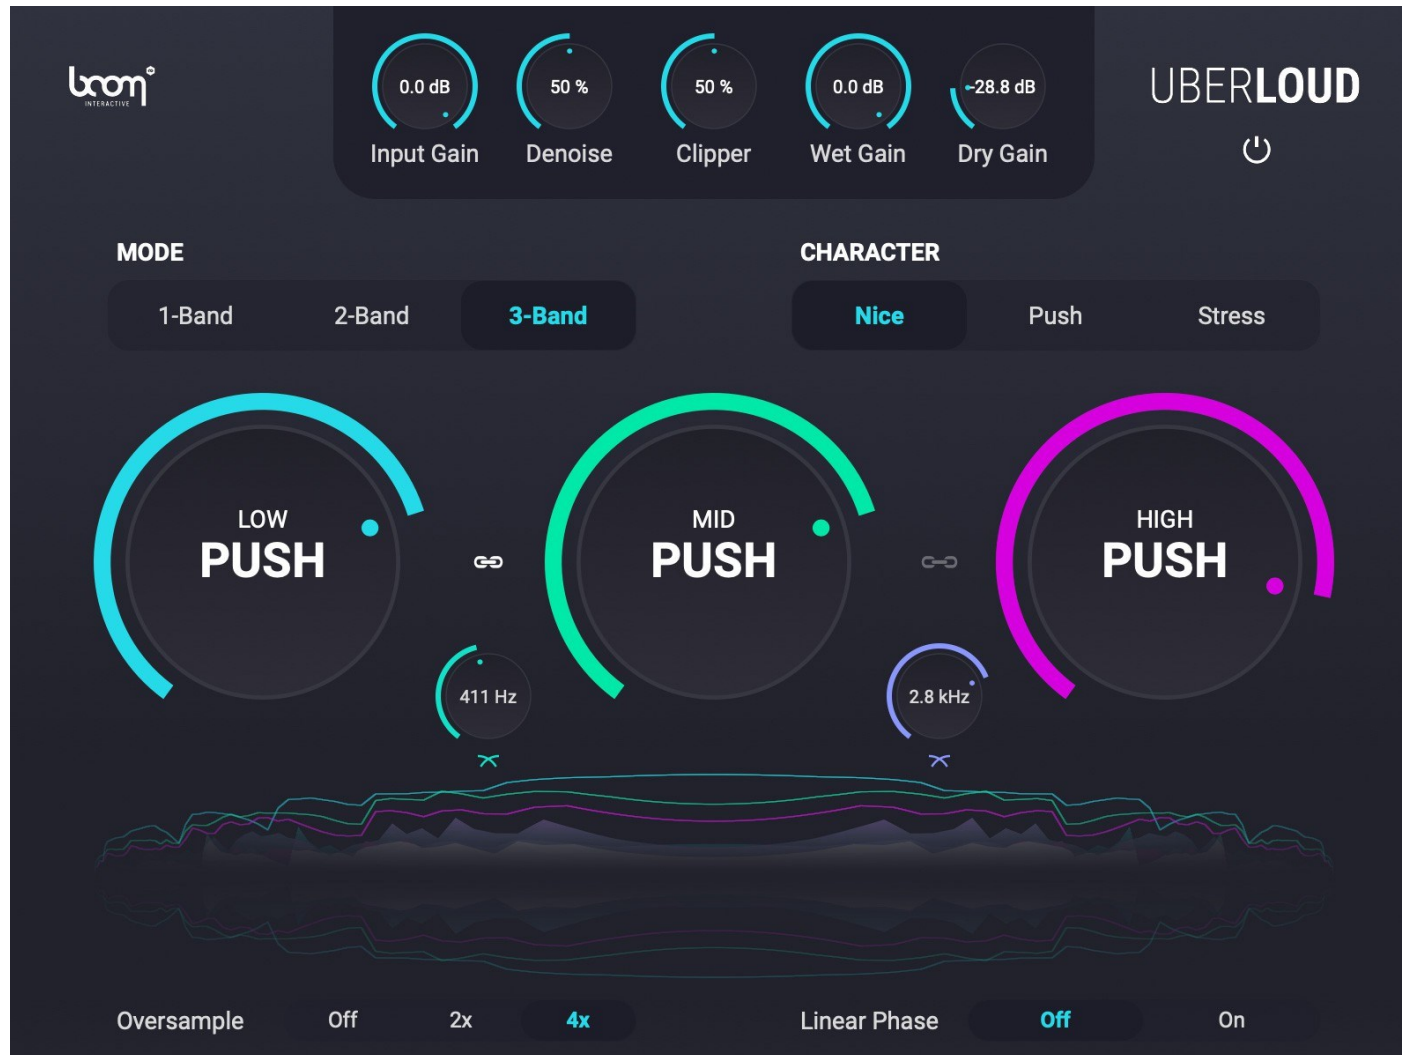 boom
INTERACTIVE
0.0 dB
50 %
50 %
0.0 dB
-28.8 dB
Input Gain
Denoise
Clipper
Wet Gain
Dry Gain
UBERLOUD
MODE
1-Band
2-Band
3-Band
CHARACTER
Nice
Push
Stress
LOW
PUSH
MID
PUSH
HIGH
PUSH
411 Hz
2.8 kHz
Oversample
Off
2x
4x
Linear Phase
Off
On